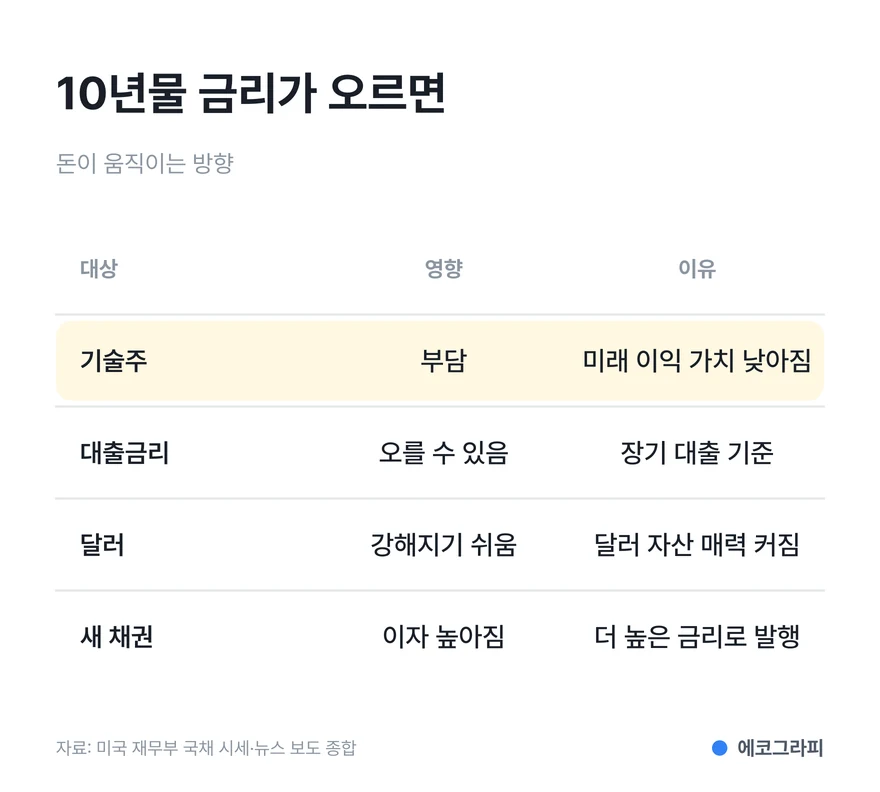 10년물 금리가 오르면
돈이 움직이는 방향
대상 영향 이유
기술주 부담 미래 이익 가치 낮아짐
대출금리 오를 수 있음 장기 대출 기준
달러 강해지기 쉬움 달러 자산 매력 커짐
새 채권 이자 높아짐 더 높은 금리로 발행
자료: 미국 재무부 국채 시세·뉴스 보도 종합 에코그라피